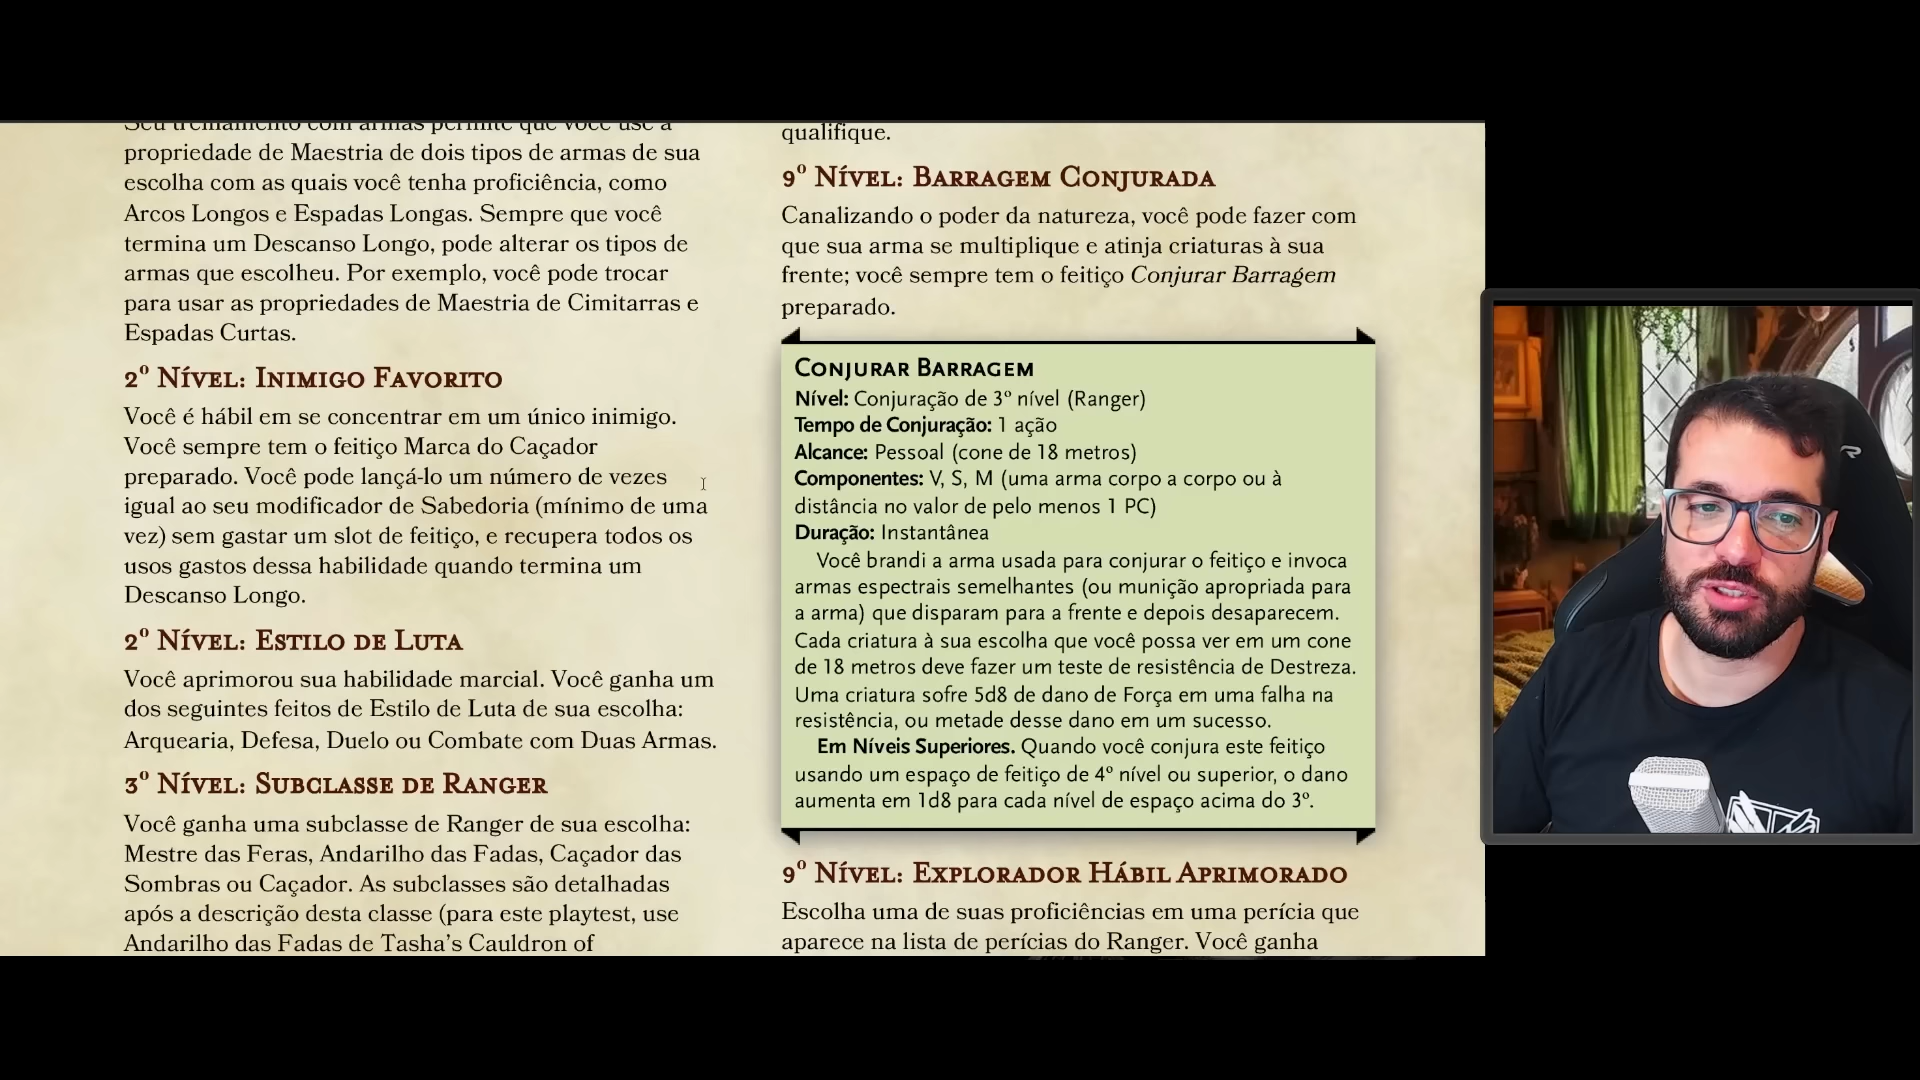 Seu treinamento com armas permite que você use a
propriedade de Maestria de dois tipos de armas de sua
escolha com as quais você tenha proficiência, como
Arcos Longos e Espadas Longas. Sempre que você
termina um Descanso Longo, pode alterar os tipos de
armas que escolheu. Por exemplo, você pode trocar
para usar as propriedades de Maestria de Cimitarras e
Espadas Curtas.
2º Nível: Inimigo Favorito
Você é hábil em se concentrar em um único inimigo.
Você sempre tem o feitiço Marca do Caçador
preparado. Você pode lançá-lo um número de vezes
igual ao seu modificador de Sabedoria (mínimo de uma
vez) sem gastar um slot de feitiço, e recupera todos os
usos gastos dessa habilidade quando termina um
Descanso Longo.
2º Nível: Estilo de Luta
Você aprimorou sua habilidade marcial. Você ganha um
dos seguintes feitos de Estilo de Luta de sua escolha:
Arquearia, Defesa, Duelo ou Combate com Duas Armas.
3º Nível: Subclasse de Ranger
Você ganha uma subclasse de Ranger de sua escolha:
Mestre das Feras, Andarilho das Fadas, Caçador das
Sombras ou Caçador. As subclasses são detalhadas
após a descrição desta classe (para este playtest, use
Andarilho das Fadas de Tasha's Cauldron of
qualifique.
9º Nível: Barragem Conjurada
Canalizando o poder da natureza, você pode fazer com
que sua arma se multiplique e atinja criaturas à sua
frente; você sempre tem o feitiço Conjurar Barragem
preparado.
Conjurar Barragem
Nível: Conjuração de 3º nível (Ranger)
Tempo de Conjuração: 1 ação
Alcance: Pessoal (cone de 18 metros)
Componentes: V, S, M (uma arma corpo a corpo ou à
distância no valor de pelo menos 1 PC)
Duração: Instantânea
Você brandi a arma usada para conjurar o feitiço e invoca
armas espectrais semelhantes (ou munição apropriada para
a arma) que disparam para a frente e depois desaparecem.
Cada criatura à sua escolha que você possa ver em um cone
de 18 metros deve fazer um teste de resistência de Destreza.
Uma criatura sofre 5d8 de dano de Força em uma falha na
resistência, ou metade desse dano em um sucesso.
Em Níveis Superiores. Quando você conjura este feitiço
usando um espaço de feitiço de 4º nível ou superior, o dano
aumenta em 1d8 para cada nível de espaço acima do 3º.
9º Nível: Explorador Hábil Aprimorado
Escolha uma de suas proficiências em uma perícia que
aparece na lista de perícias do Ranger. Você ganha